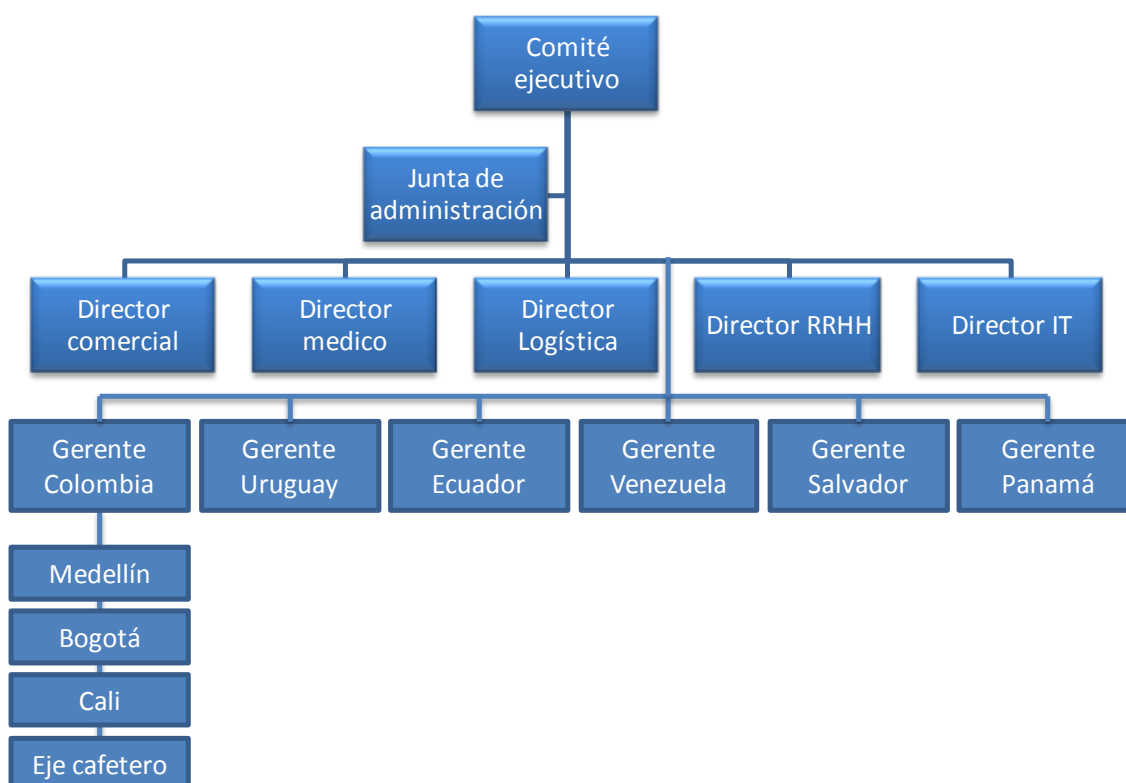 Comité
ejecutivo
Junta de
administración
Director
comercial
Director
medico
Director
Logística
Director RRHH
Director IT
Gerente
Colombia
Gerente
Uruguay
Gerente
Ecuador
Gerente
Venezuela
Gerente
Salvador
Gerente
Panamá
Medellín
Bogotá
Cali
Eje cafetero